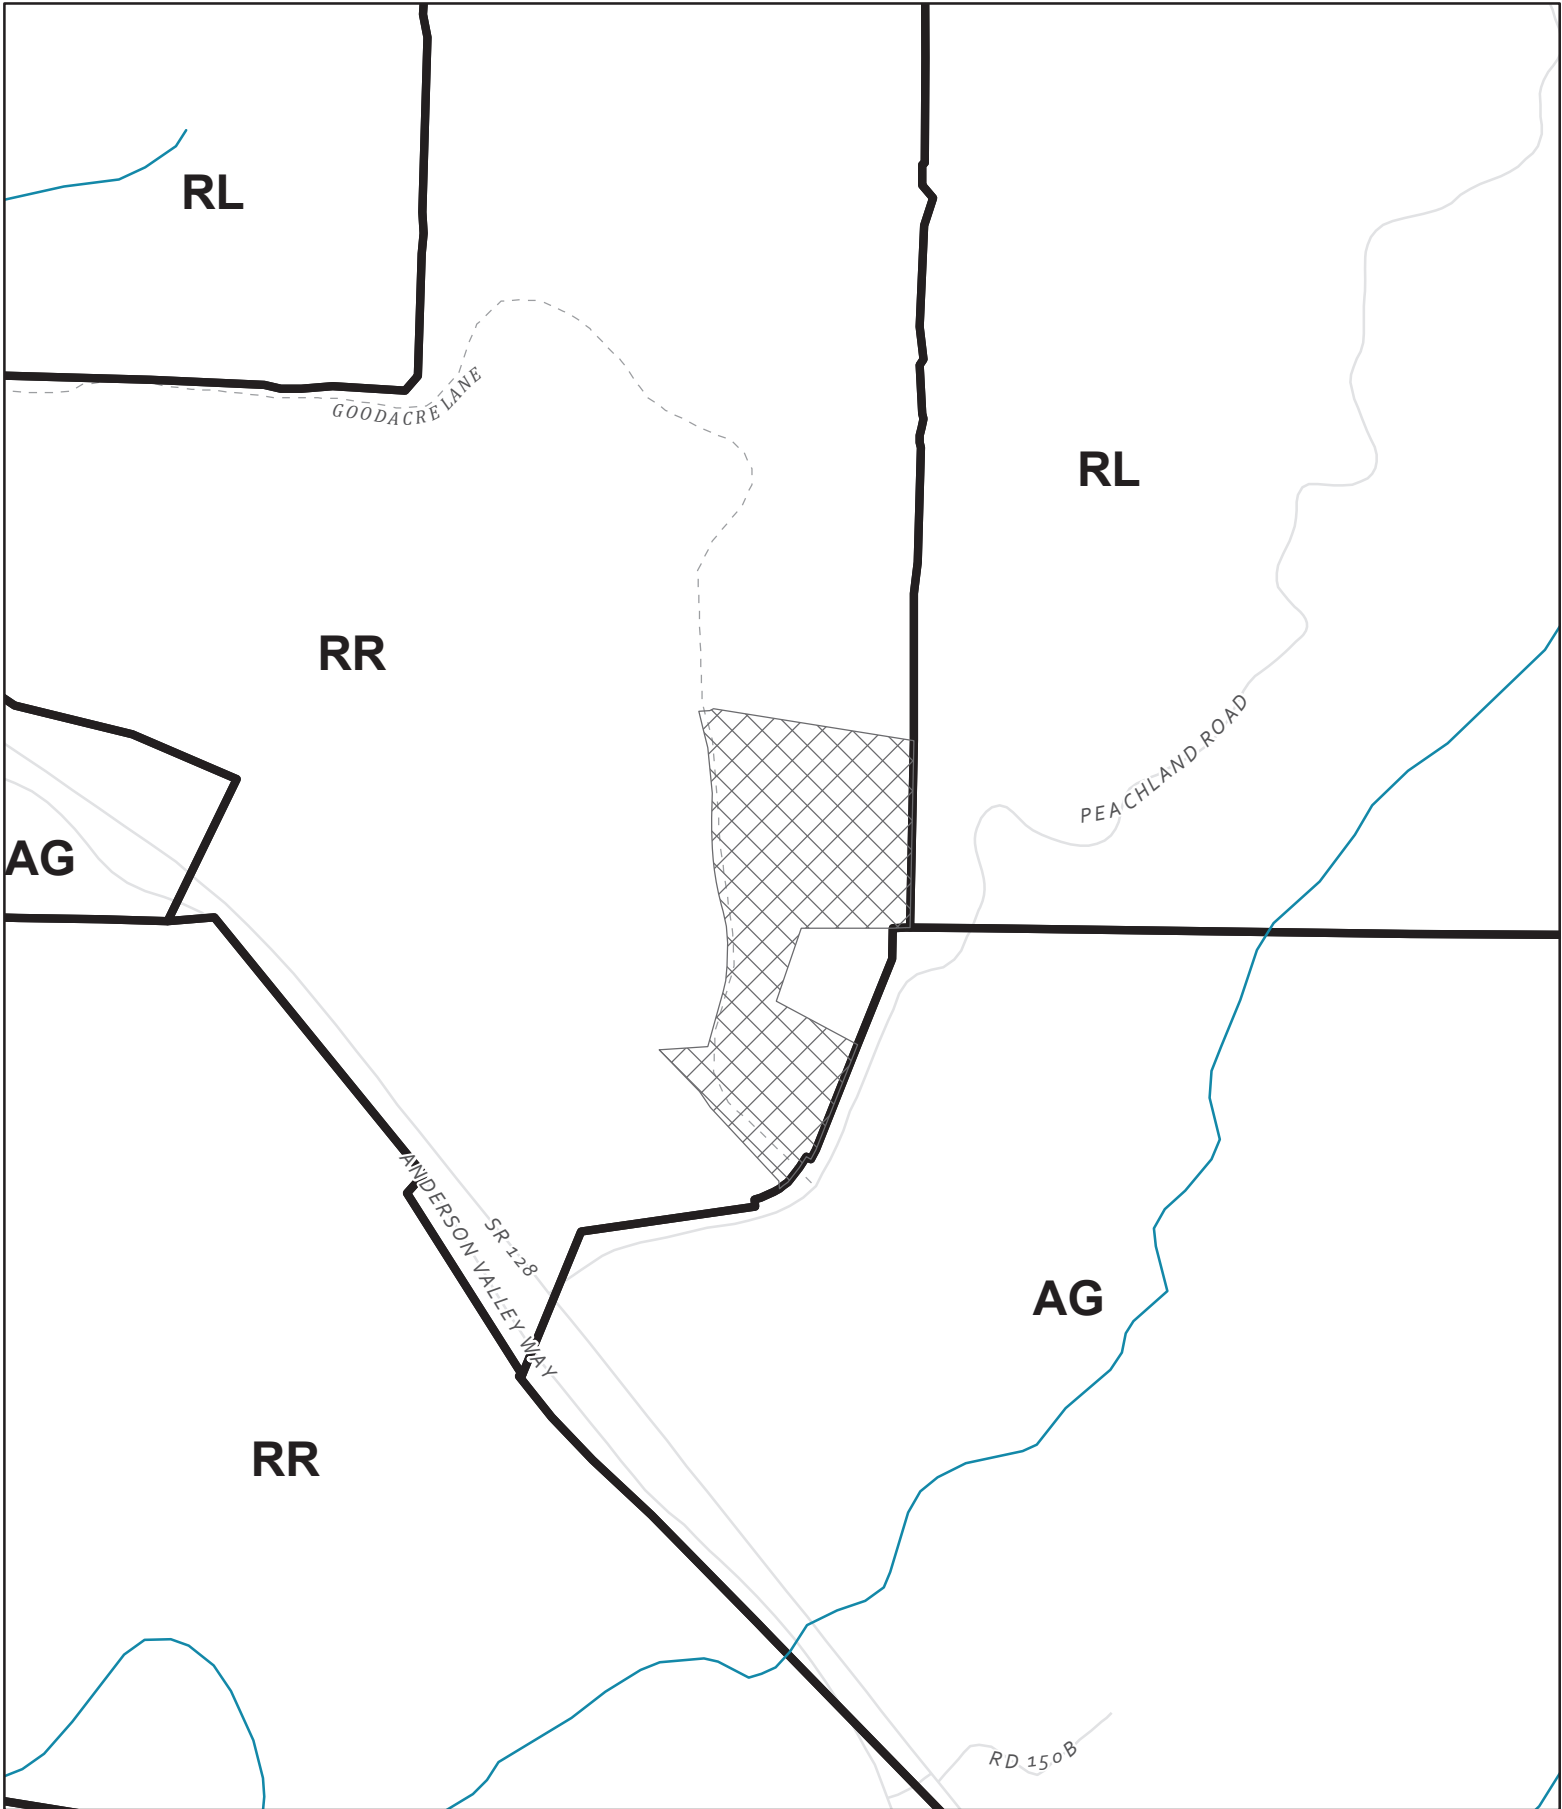 RL
GOODACRE LANE
RL
RR
PEACHLAND ROAD
AG
ANDERSON VALLEY WAY
SR 128
AG
RR
RD 150B